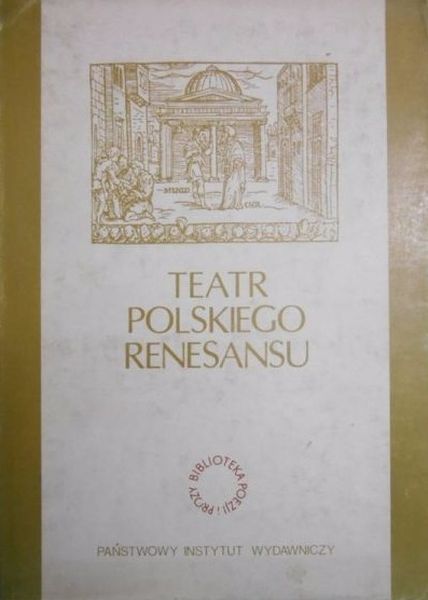 TEATR
POLSKIEGO
RENESANSU
BIBLIOTEKA POEZJI i PROZY
PAŃSTWOWY INSTYTUT WYDAWNICZY